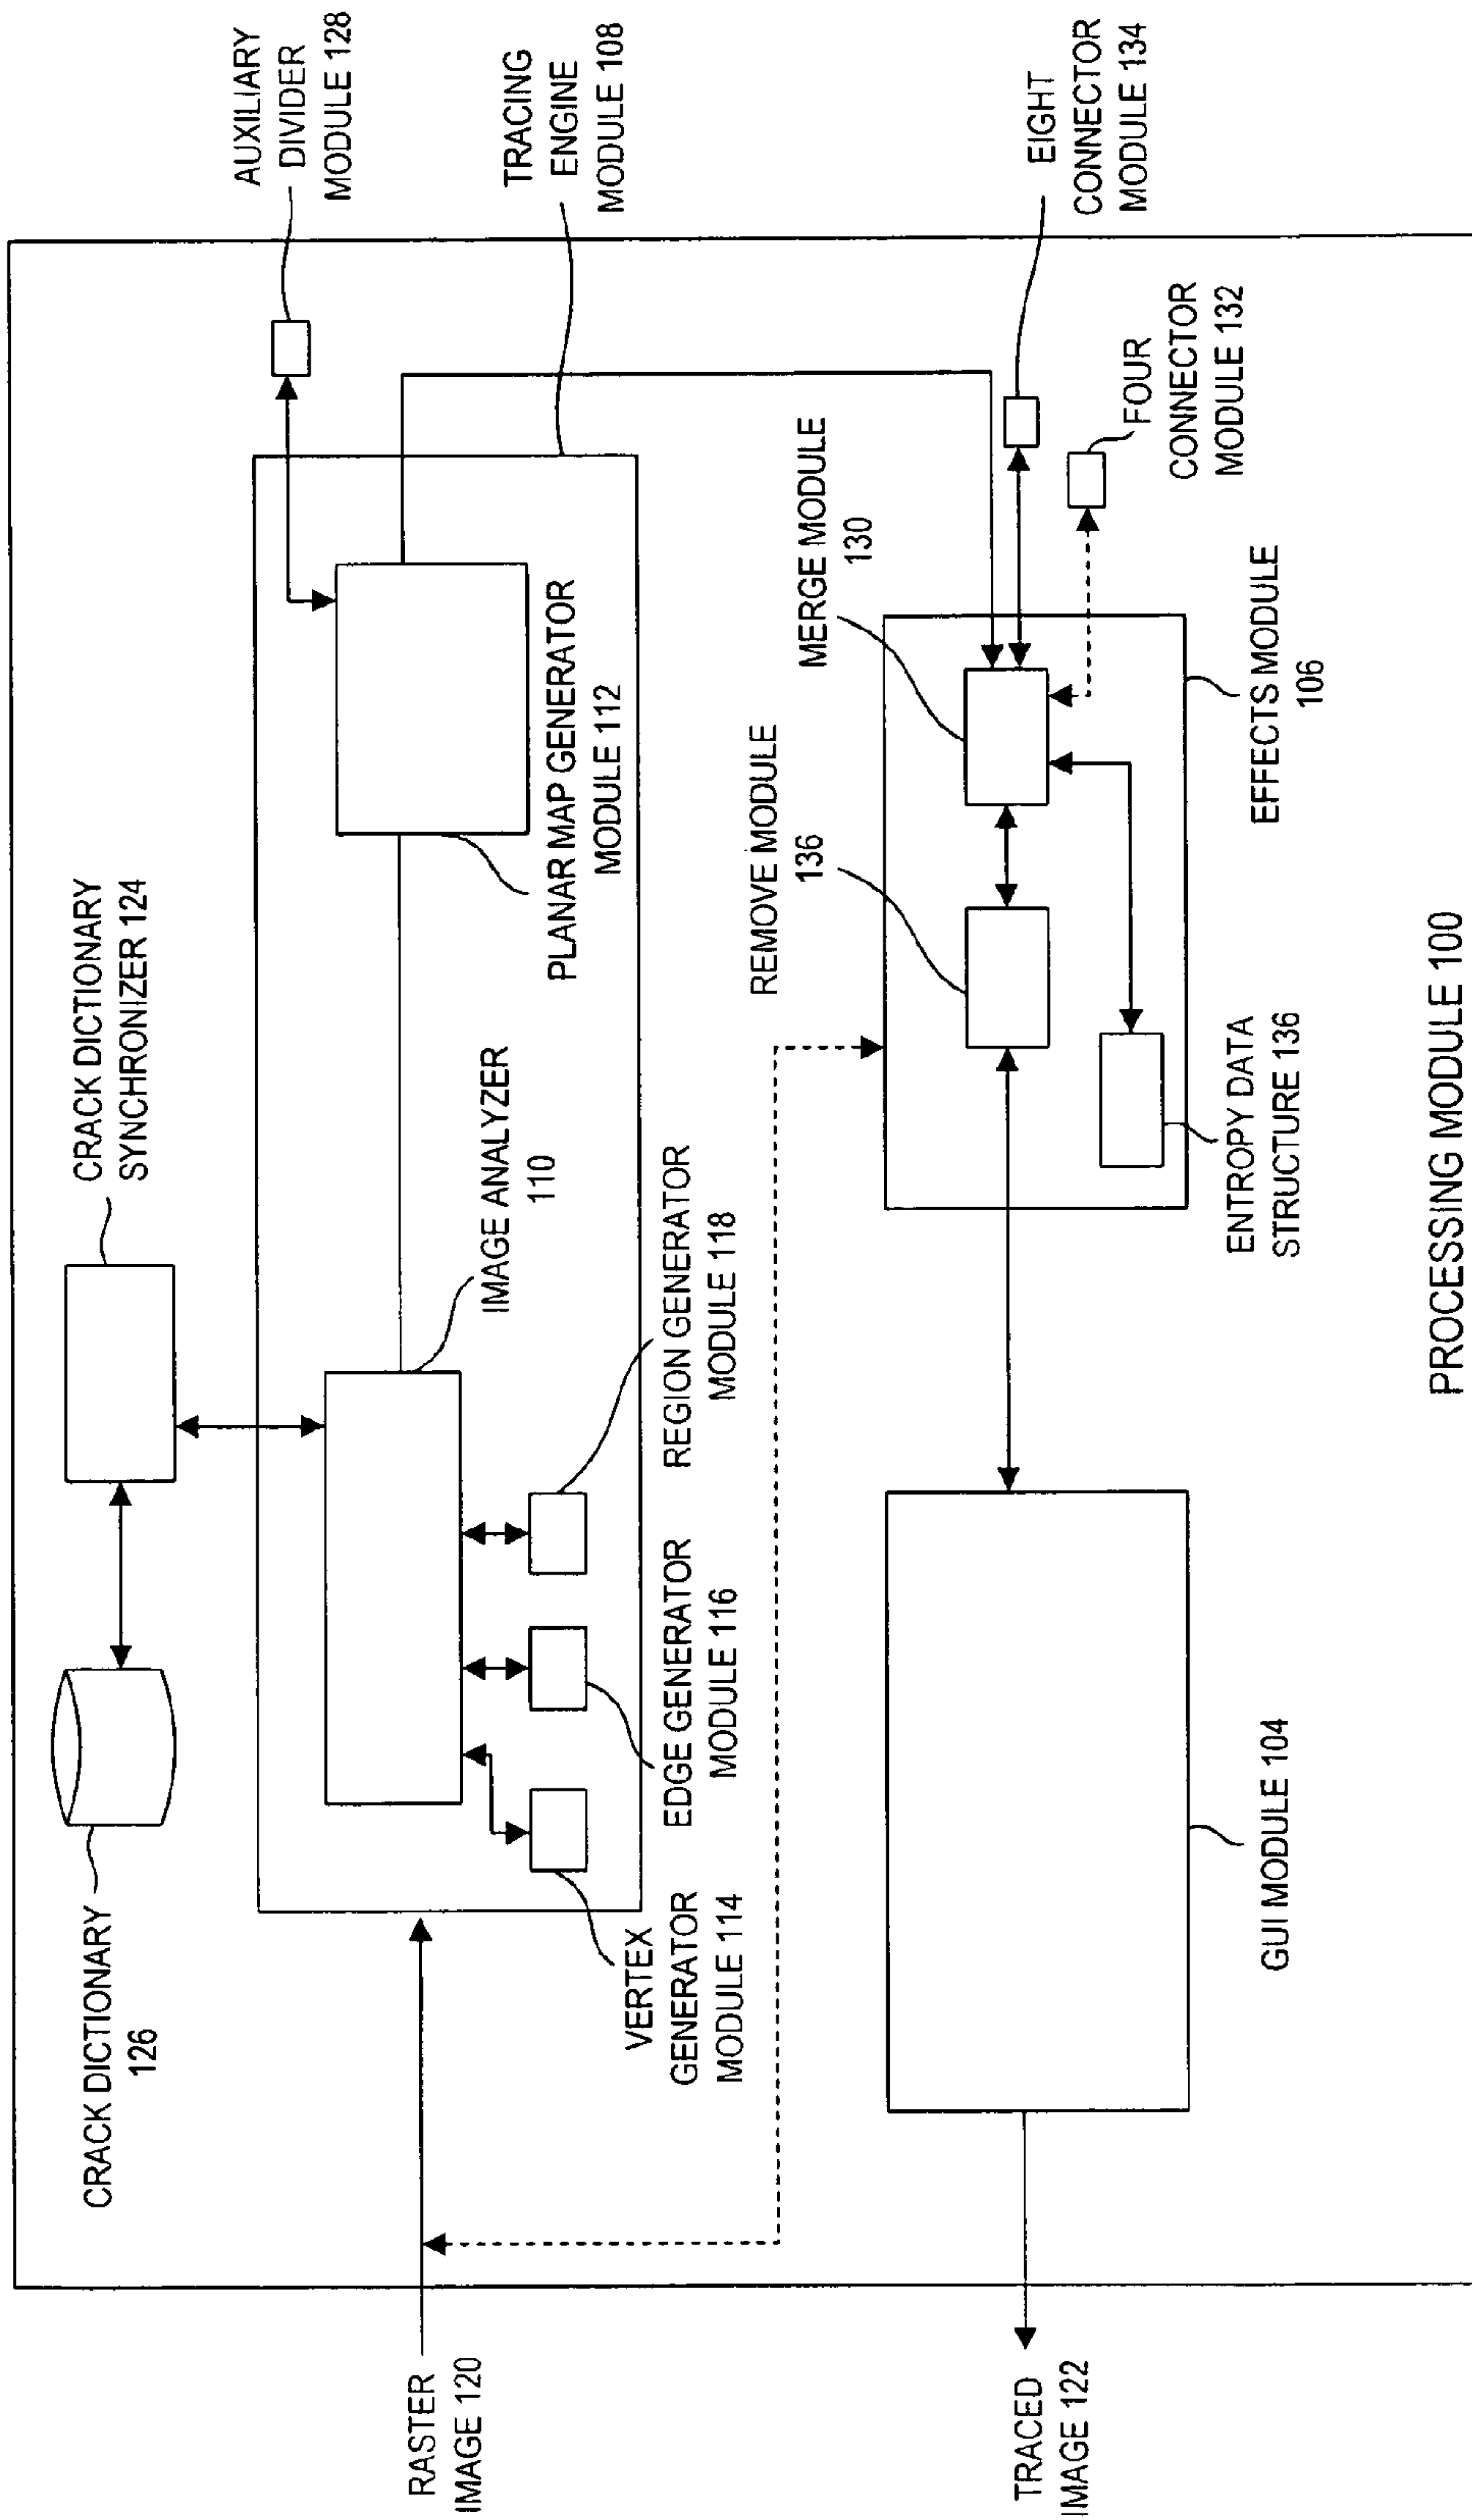 CRACK DICTIONARY
126
CRACK DICTIONARY
SYNCHRONIZER 124
AUXILIARY
DIVIDER
MODULE 128
TRACING
ENGINE
MODULE 108
RASTER
IMAGE 120
IMAGE ANALYZER
110
PLANAR MAP GENERATOR
MODULE 112
VERTEX
GENERATOR
MODULE 114
EDGE GENERATOR
MODULE 116
REGION GENERATOR
MODULE 118
REMOVE MODULE
136
MERGE MODULE
130
EIGHT
CONNECTOR
MODULE 134
FOUR
CONNECTOR
MODULE 132
TRACED
IMAGE 122
GUI MODULE 104
ENTROPY DATA
STRUCTURE 136
EFFECTS MODULE
106
PROCESSING MODULE 100